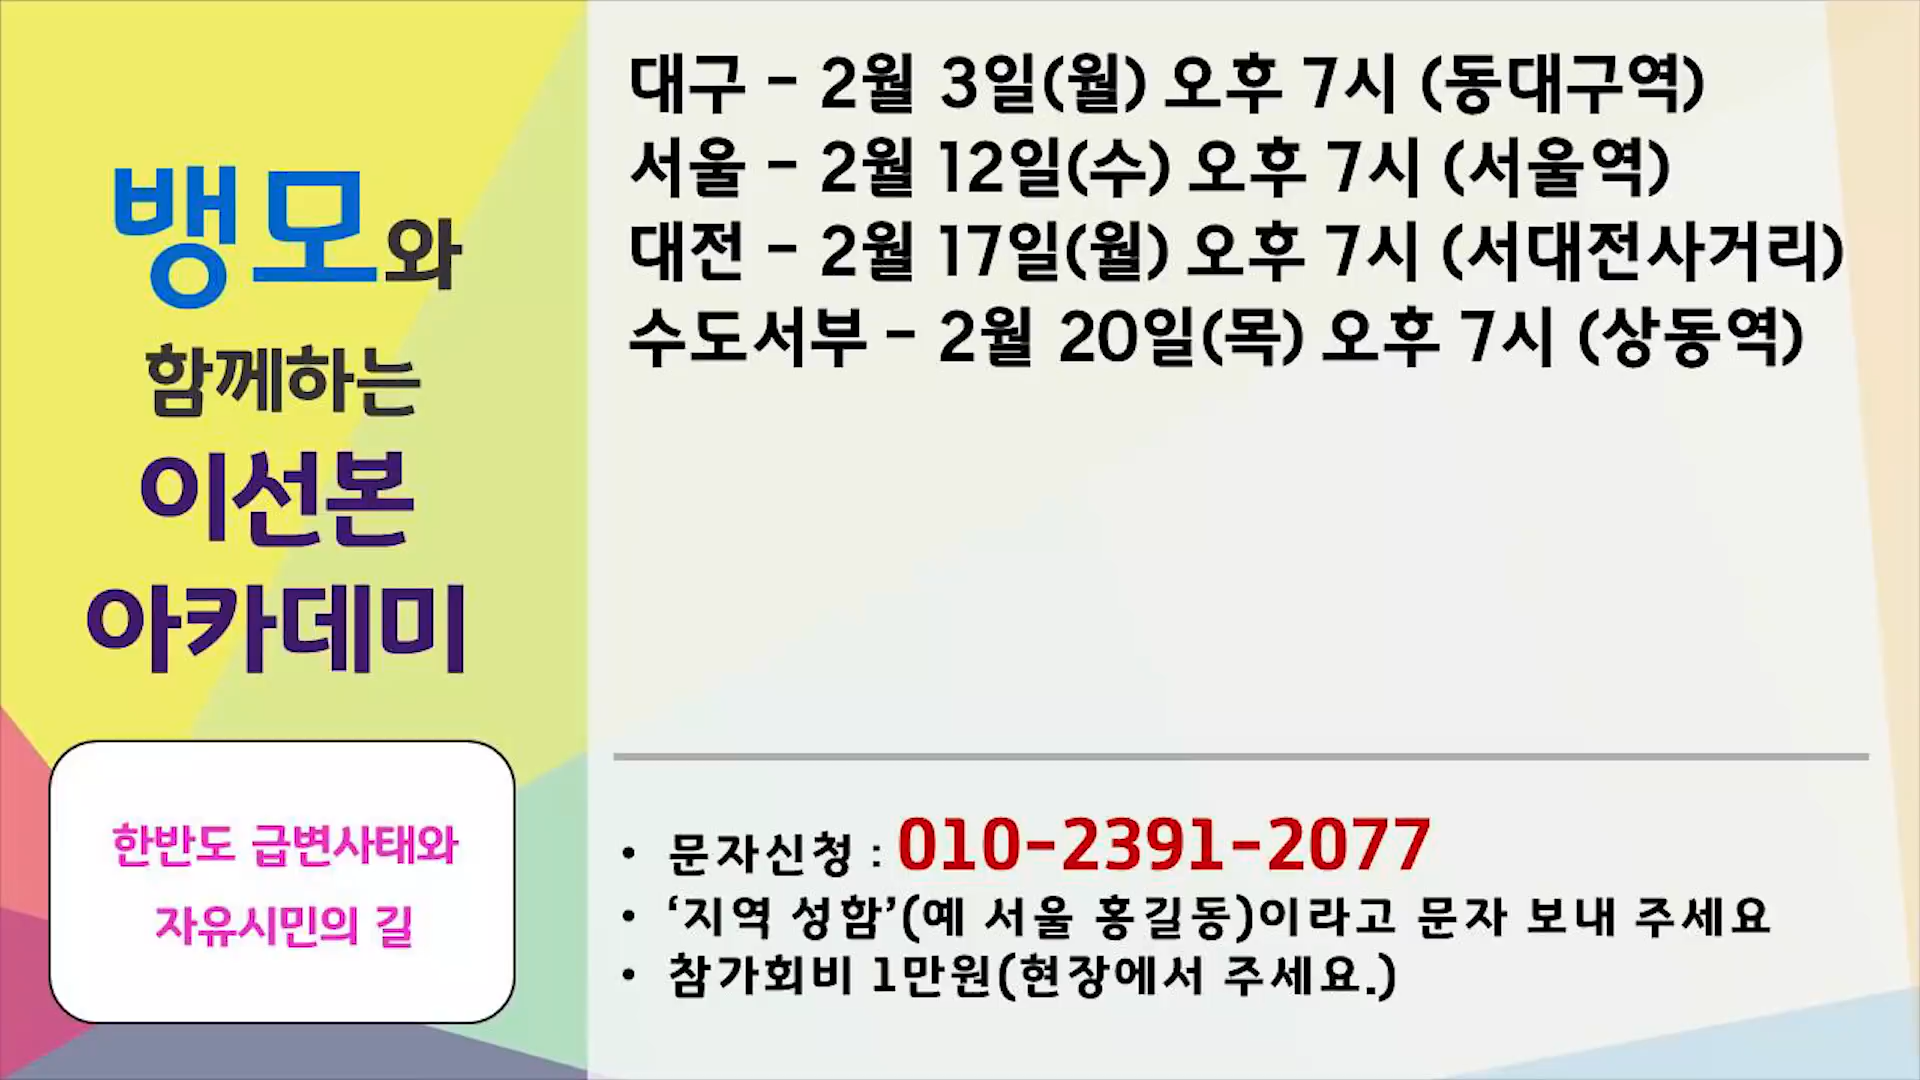 뱅모와
함께하는
이선본
아카데미
한반도 급변사태와
자유시민의 길
대구 - 2월 3일(월) 오후 7시 (동대구역)
서울 - 2월 12일(수) 오후 7시 (서울역)
대전 - 2월 17일(월) 오후 7시 (서대전사거리)
수도서부 - 2월 20일(목) 오후 7시 (상동역)
• 문자신청 : 010-2391-2077
• ‘지역 성함’(예 서울 홍길동)이라고 문자 보내 주세요
• 참가회비 1만원(현장에서 주세요.)